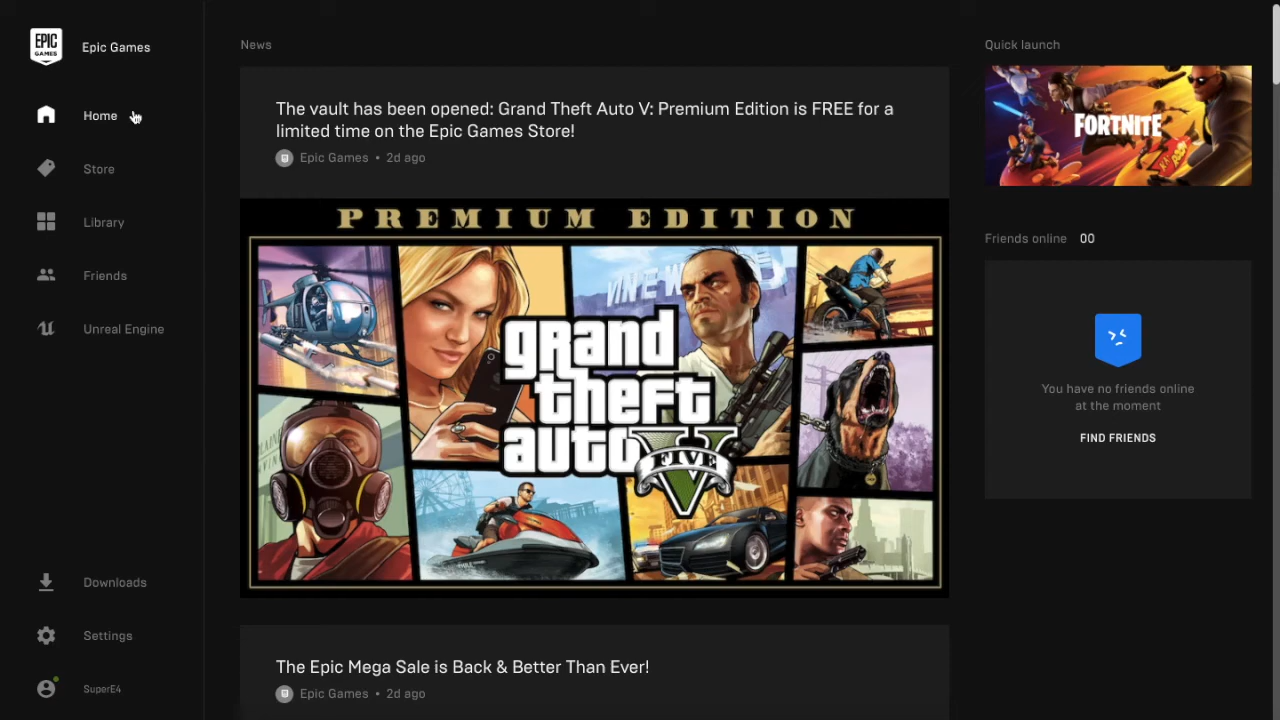 EPIC
GAMES
Epic Games
Home
Store
Library
Friends
Unreal Engine
Downloads
Settings
SuperE4
News
The vault has been opened: Grand Theft Auto V: Premium Edition is FREE for a
limited time on the Epic Games Store!
Epic Games • 2d ago
PREMIUM EDITION
VINEW
grand
theft
auto
V
FIVE
The Epic Mega Sale is Back & Better Than Ever!
Epic Games • 2d ago
Quick launch
FORTNITE
Friends online 00
You have no friends online
at the moment
FIND FRIENDS